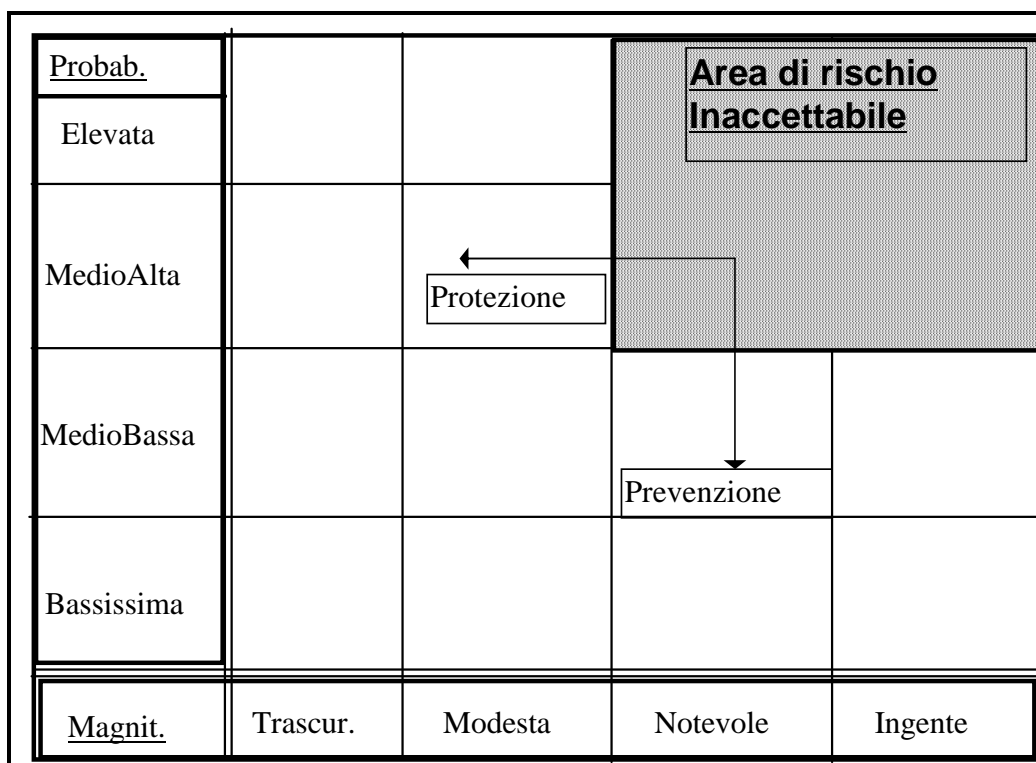 Probab.
Area di rischio
Inaccettabile
Elevata
MedioAlta
Protezione
MedioBassa
Prevenzione
Bassissima
Magnit.
Trascur.
Modesta
Notevole
Ingente